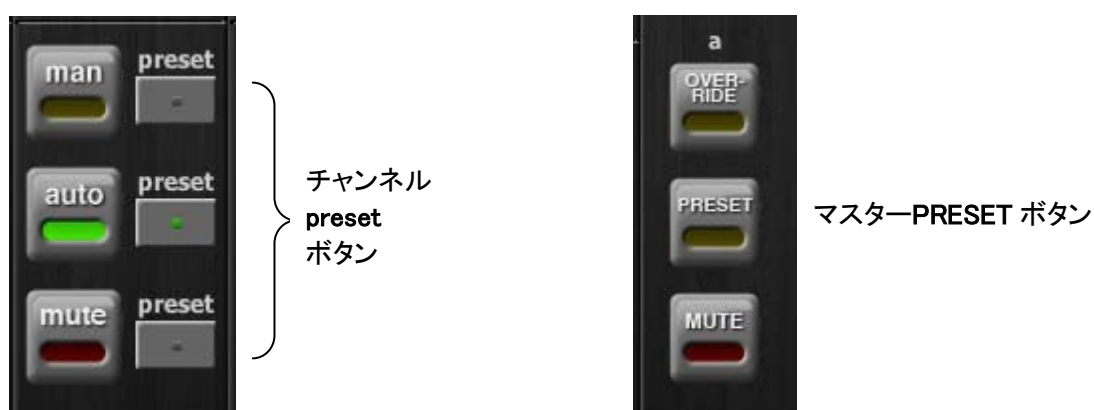 man
preset
auto
preset
mute
preset
チャンネル
preset
ボタン
a
OVER-
RIDE
PRESET
MUTE
マスターPRESET ボタン